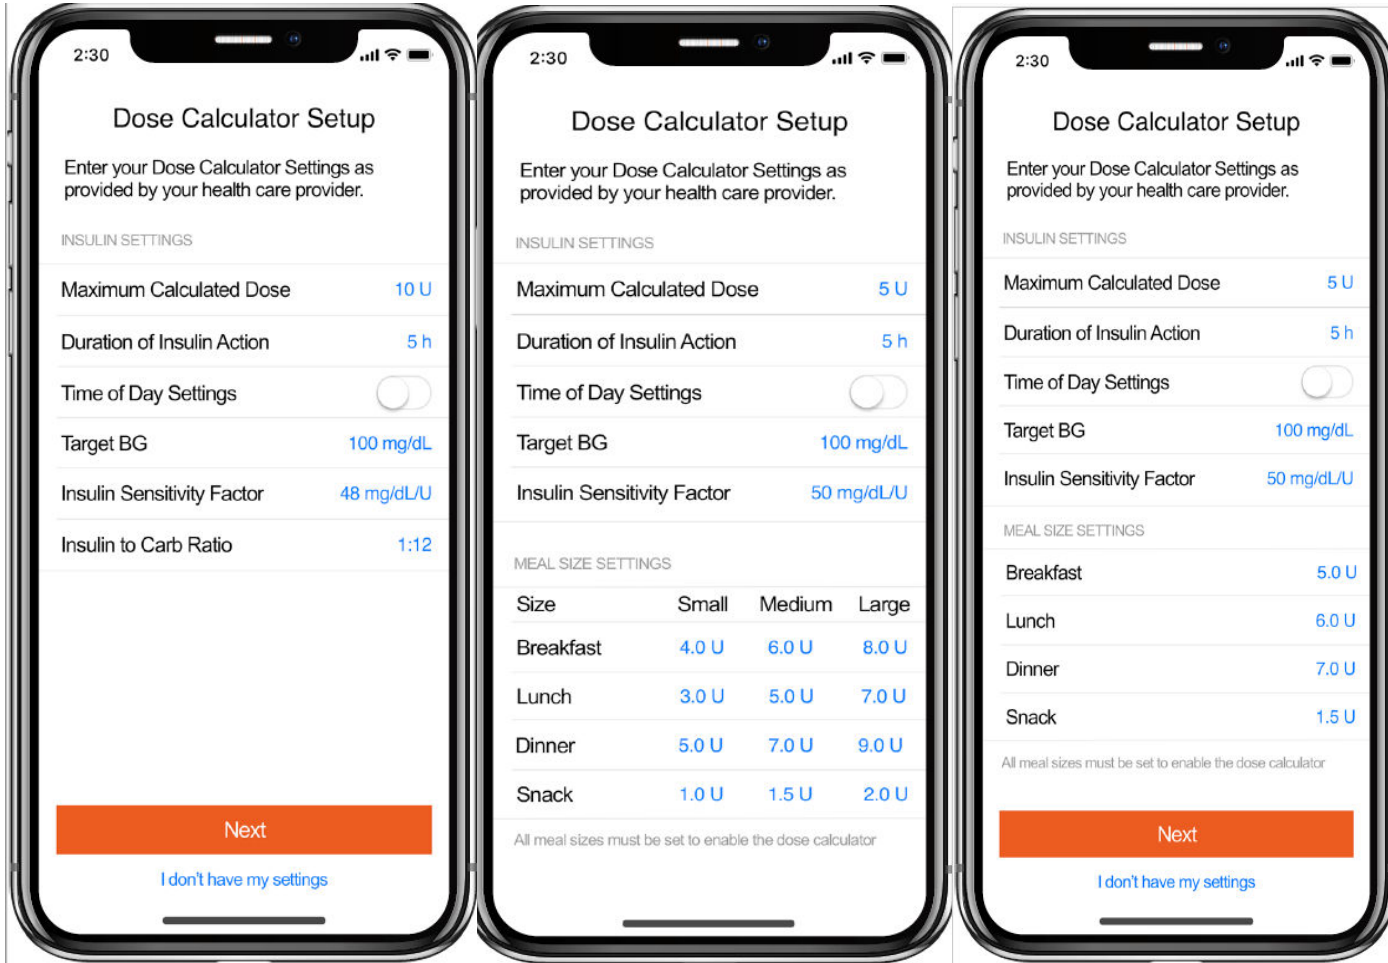 2:30
Dose Calculator Setup
Enter your Dose Calculator Settings as
provided by your health care provider.
INSULIN SETTINGS
Maximum Calculated Dose 10 U
Duration of Insulin Action 5 h
Time of Day Settings
Target BG 100 mg/dL
Insulin Sensitivity Factor 48 mg/dL/U
Insulin to Carb Ratio 1:12
Next
I don't have my settings
2:30
Dose Calculator Setup
Enter your Dose Calculator Settings as
provided by your health care provider.
INSULIN SETTINGS
Maximum Calculated Dose 5 U
Duration of Insulin Action 5 h
Time of Day Settings
Target BG 100 mg/dL
Insulin Sensitivity Factor 50 mg/dL/U
MEAL SIZE SETTINGS
Size Small Medium Large
Breakfast 4.0 U 6.0 U 8.0 U
Lunch 3.0 U 5.0 U 7.0 U
Dinner 5.0 U 7.0 U 9.0 U
Snack 1.0 U 1.5 U 2.0 U
All meal sizes must be set to enable the dose calculator
2:30
Dose Calculator Setup
Enter your Dose Calculator Settings as
provided by your health care provider.
INSULIN SETTINGS
Maximum Calculated Dose 5 U
Duration of Insulin Action 5 h
Time of Day Settings
Target BG 100 mg/dL
Insulin Sensitivity Factor 50 mg/dL/U
MEAL SIZE SETTINGS
Breakfast 5.0 U
Lunch 6.0 U
Dinner 7.0 U
Snack 1.5 U
All meal sizes must be set to enable the dose calculator
Next
I don't have my settings